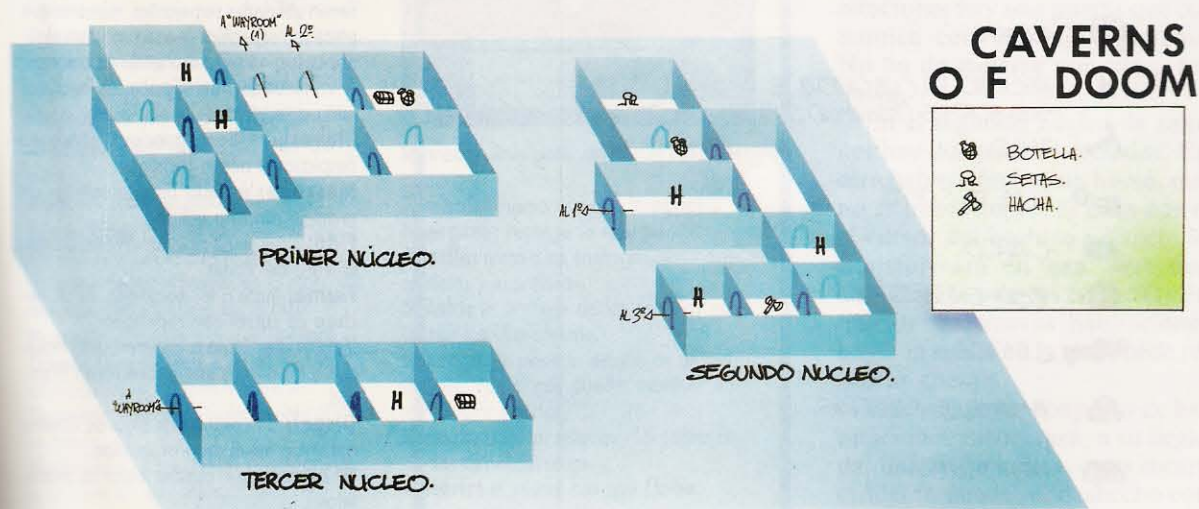 CAVERNS
OF DOOM
BOTELLA.
SETAS.
HACHA.
A "WAYROOM"
(1)
AL 2º
H
H
PRIMER NÚCLEO.
AL 1º
H
H
H
AL 3º
SEGUNDO NUCLEO.
A
"WAYROOM"
H
TERCER NUCLEO.